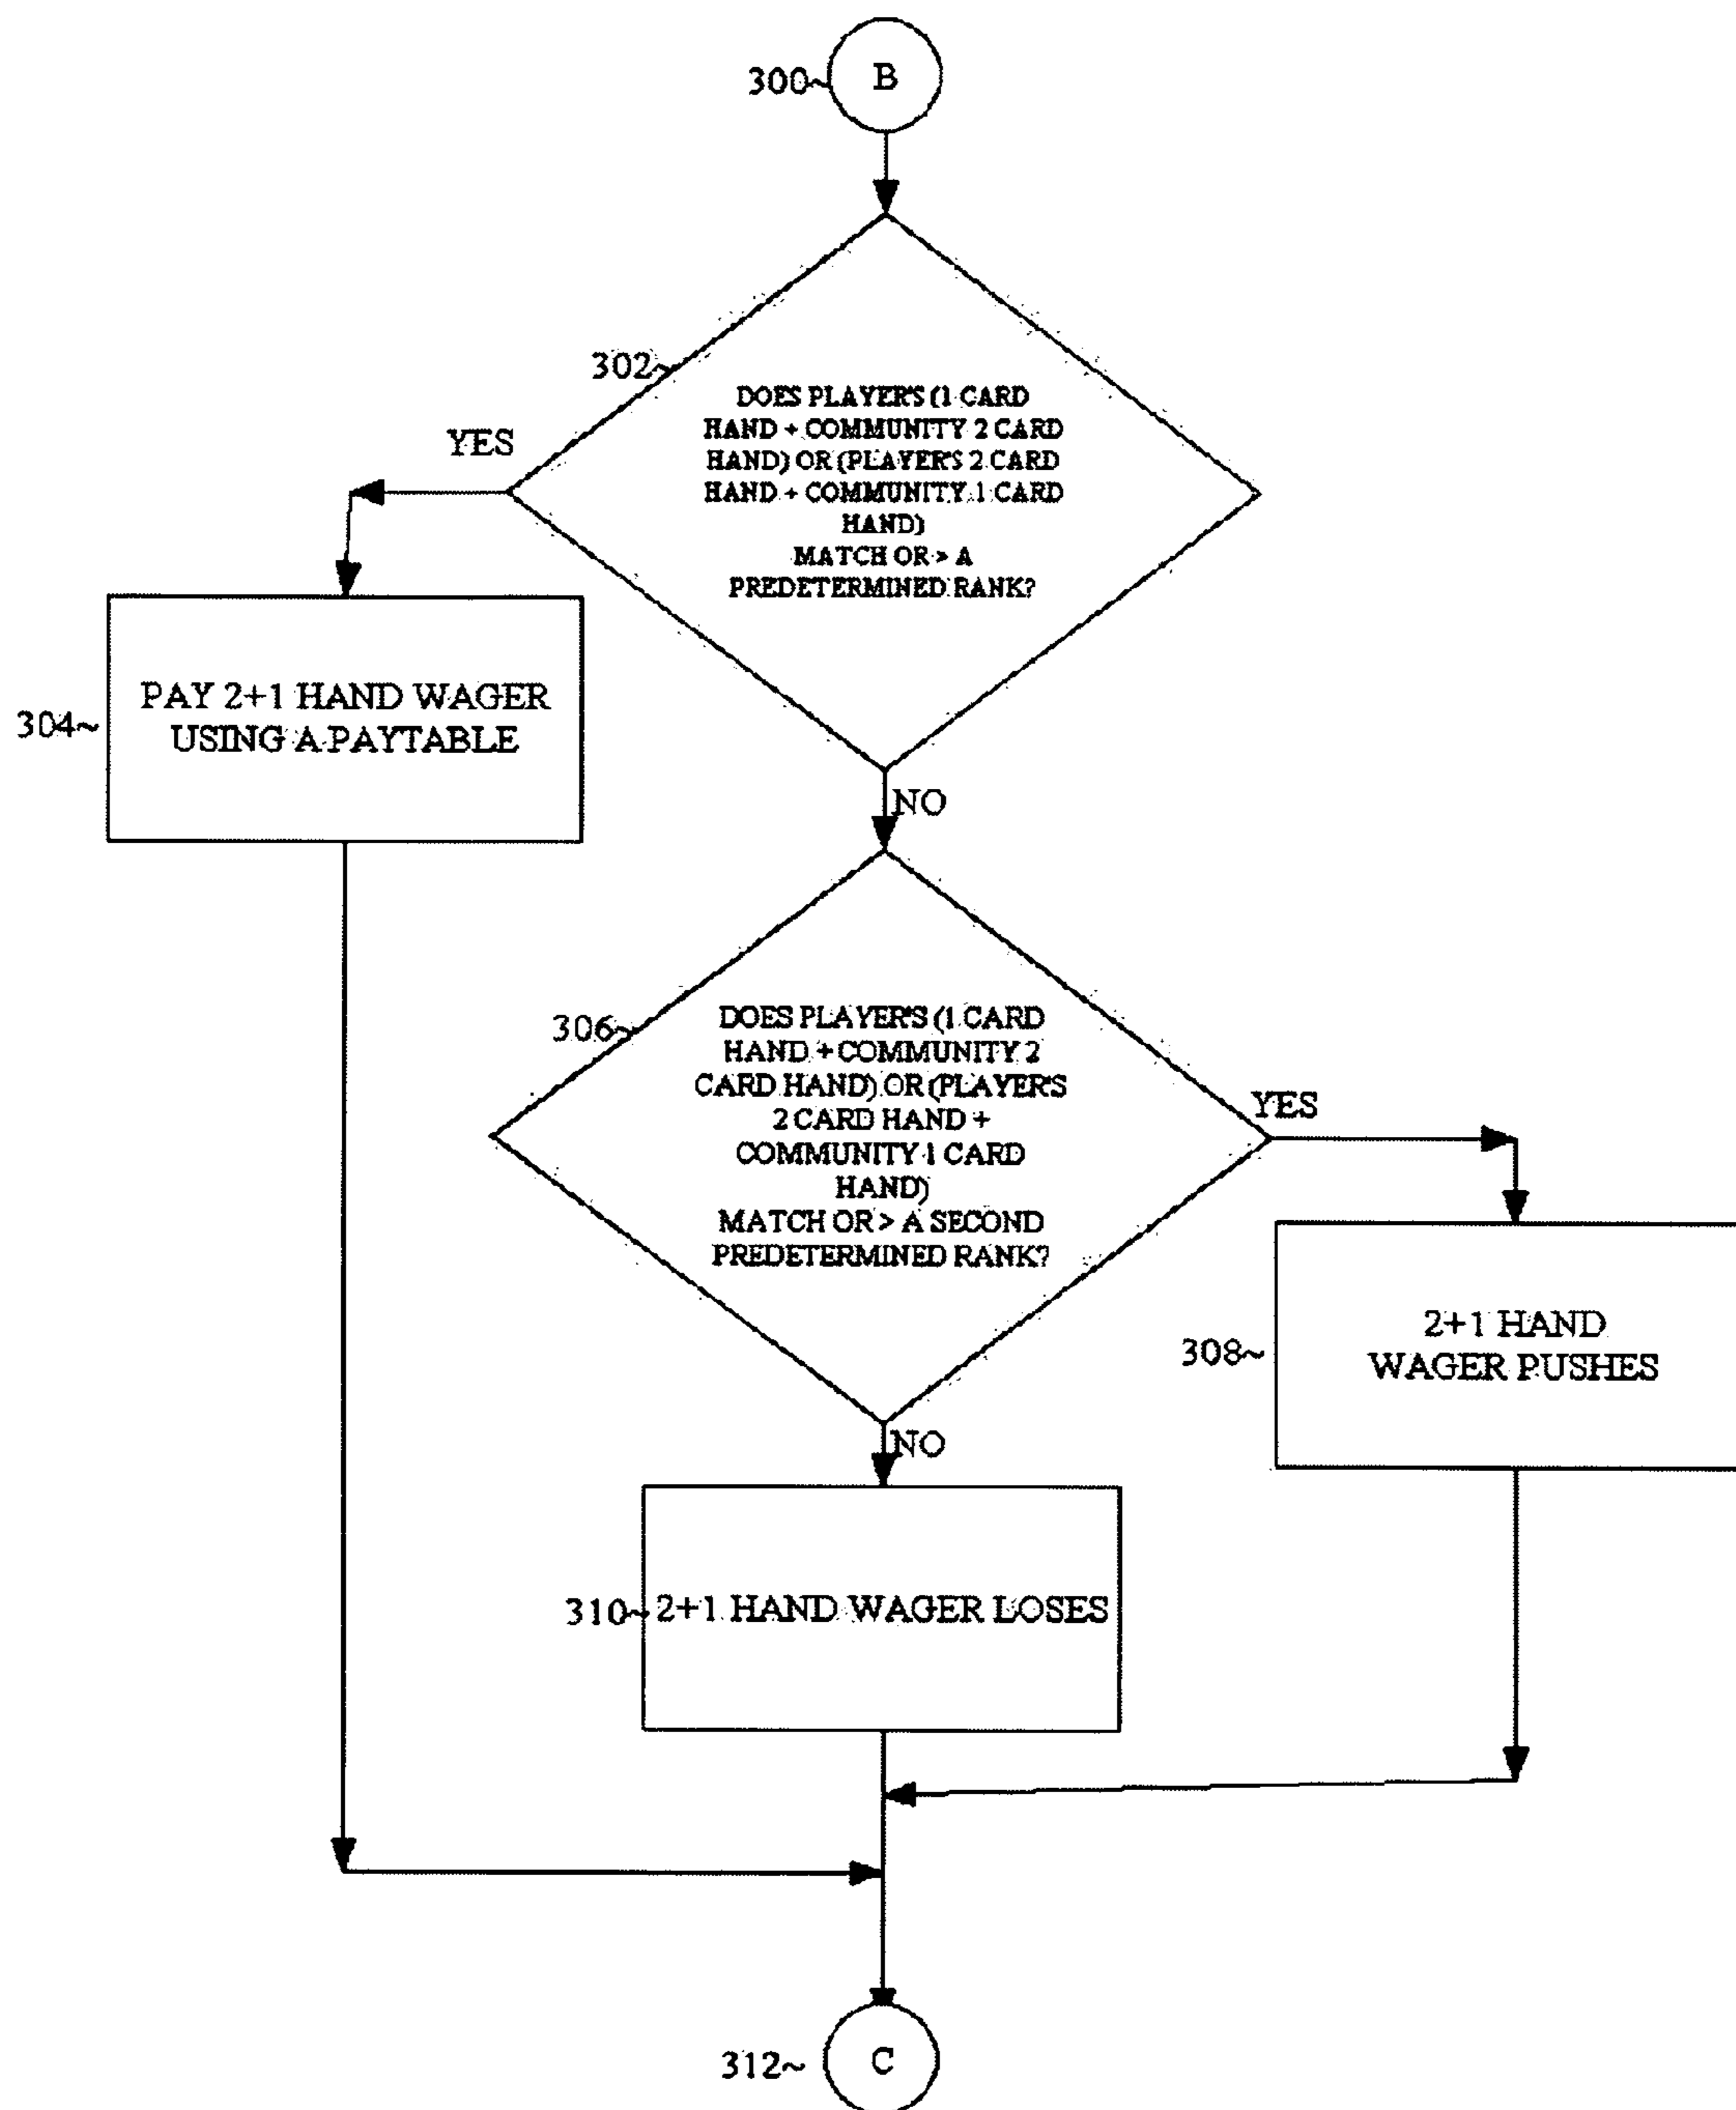 300~ B
302~
DOES PLAYER'S (1 CARD
HAND + COMMUNITY 2 CARD
HAND) OR (PLAYER'S 2 CARD
HAND + COMMUNITY 1 CARD
HAND)
MATCH OR > A
PREDETERMINED RANK?
YES
304~
PAY 2+1 HAND WAGER
USING A PAYTABLE
NO
306~
DOES PLAYER'S (1 CARD
HAND + COMMUNITY 2
CARD HAND) OR (PLAYER'S
2 CARD HAND +
COMMUNITY 1 CARD
HAND)
MATCH OR > A SECOND
PREDETERMINED RANK?
YES
308~
2+1 HAND
WAGER PUSHES
NO
310~ 2+1 HAND WAGER LOSES
312~ C